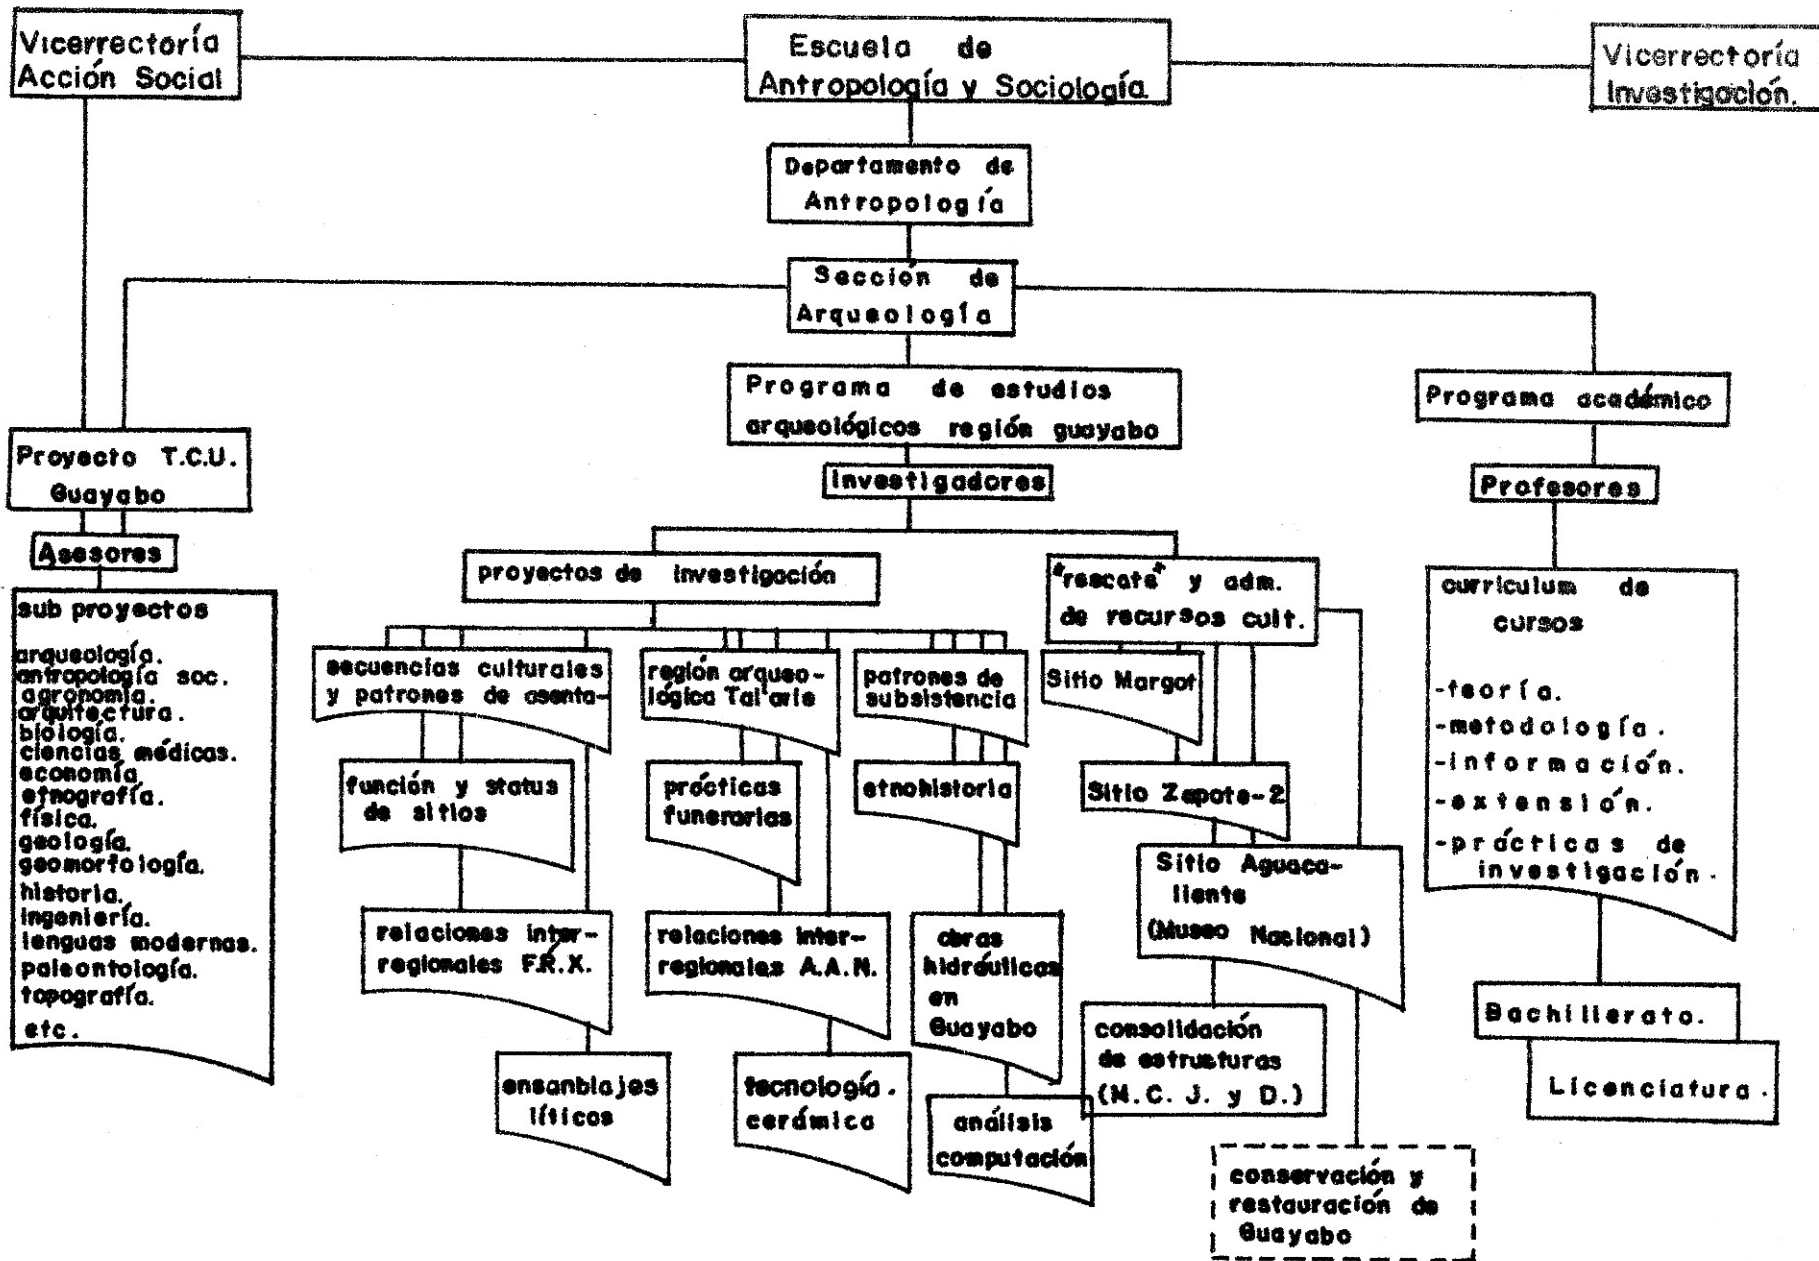 Vicerrectoría
Acción Social
Escuela de
Antropología y Sociología.
Vicerrectoría
Investigación.
Departamento de
Antropología
Sección de
Arqueología
Programa de estudios
arqueológicos región guayabo
Investigadores
Programa académico
Profesores
Proyecto T.C.U.
Guayabo
Asesores
sub proyectos
arqueología.
antropología soc.
agronomía.
arquitectura.
biología.
ciencias médicas.
economía.
etnografía.
física.
geología.
geomorfología.
historia.
ingeniería.
lenguas modernas.
paleontología.
topografía.
etc.
proyectos de investigación
secuencias culturales
y patrones de asenta-
función y status
de sitios
relaciones inter-
regionales F.R.X.
ensanblajes
líticos
región arqueo-
lógica Tal'arie
prácticas
funerarias
relaciones inter-
regionales A.A.N.
tecnología.
cerámica
patrones de
subsistencia
etnohistoria
obras
hidráulicas
en
Guayabo
análisis
computación
"rescate" y adm.
de recursos cult.
Sitio Margot
Sitio Zapote-2
Sitio Aguaca-
liente
(Museo Nacional)
consolidación
de estructuras
(M.C.J. y D.)
conservación y
restauración de
Guayabo
curriculum de
cursos
-teoría.
-metodología.
-información.
-extensión.
-prácticas de
investigación.
Bachillerato.
Licenciatura.